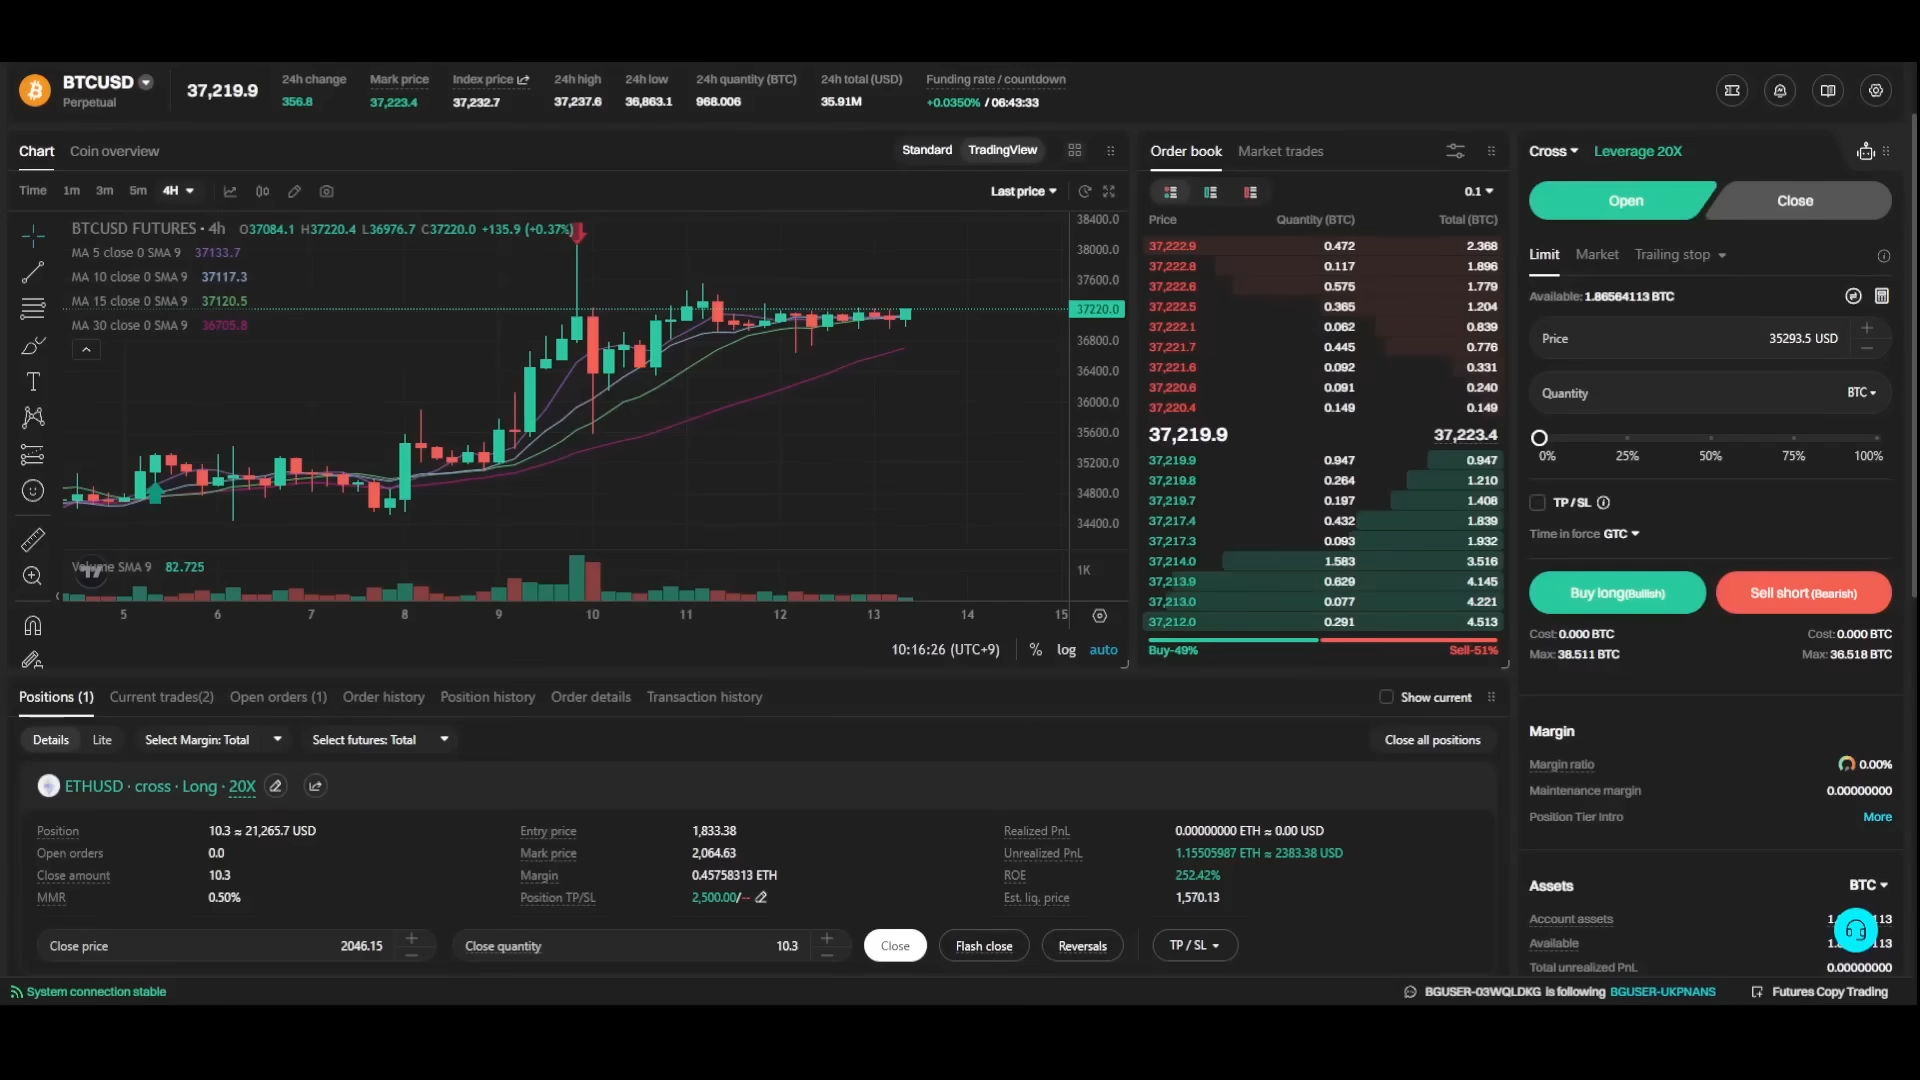 BTCUSD
Perpetual
37,219.9
24h change
356.8
Mark price
37,223.4
Index price
37,232.7
24h high
37,237.6
24h low
36,863.1
24h quantity (BTC)
968.006
24h total (USD)
35.91M
Funding rate / countdown
+0.0350% / 06:43:33
Chart Coin overview
Standard TradingView
Time 1m 3m 5m 4H
Last price
BTCUSD FUTURES · 4h O37084.1 H37220.4 L36976.7 C37220.0 +135.9 (+0.37%)
MA 5 close 0 SMA 9 37133.7
MA 10 close 0 SMA 9 37117.3
MA 15 close 0 SMA 9 37120.5
MA 30 close 0 SMA 9 36705.8
38400.0
38000.0
37600.0
37220.0
36800.0
36400.0
36000.0
35600.0
35200.0
34800.0
34400.0
Volume SMA 9 82.725
1K
5 6 7 8 9 10 11 12 13 14 15
10:16:26 (UTC+9) % log auto
Order book Market trades
0.1
Price Quantity (BTC) Total (BTC)
37,222.9 0.472 2.368
37,222.8 0.117 1.896
37,222.6 0.575 1.779
37,222.5 0.365 1.204
37,222.1 0.062 0.839
37,221.7 0.445 0.776
37,221.6 0.092 0.331
37,220.6 0.091 0.240
37,220.4 0.149 0.149
37,219.9 37,223.4
37,219.9 0.947 0.947
37,219.8 0.264 1.210
37,219.7 0.197 1.408
37,217.4 0.432 1.839
37,217.3 0.093 1.932
37,214.0 1.583 3.516
37,213.9 0.629 4.145
37,213.0 0.077 4.221
37,212.0 0.291 4.513
Buy-49% Sell-51%
Cross Leverage 20X
Open Close
Limit Market Trailing stop
Available: 1.86564113 BTC
Price 35293.5 USD
Quantity BTC
0% 25% 50% 75% 100%
TP / SL
Time in force GTC
Buy long(Bullish) Sell short (Bearish)
Cost: 0.000 BTC Cost: 0.000 BTC
Max: 38.511 BTC Max: 36.518 BTC
Margin
Margin ratio 0.00%
Maintenance margin 0.00000000
Position Tier Intro More
Assets BTC
Account assets 1. 113
Available 1. 113
Total unrealized PnL 0.00000000
Positions (1) Current trades(2) Open orders (1) Order history Position history Order details Transaction history
Show current
Details Lite Select Margin: Total Select futures: Total
Close all positions
ETHUSD · cross · Long · 20X
Position 10.3 ≈ 21,265.7 USD Entry price 1,833.38 Realized PnL 0.00000000 ETH ≈ 0.00 USD
Open orders 0.0 Mark price 2,064.63 Unrealized PnL 1.15505987 ETH ≈ 2383.38 USD
Close amount 10.3 Margin 0.45758313 ETH ROE 252.42%
MMR 0.50% Position TP/SL 2,500.00/-- Est. liq. price 1,570.13
Close price 2046.15 Close quantity 10.3 Close Flash close Reversals TP / SL
System connection stable
BGUSER-03WQLDKG is following BGUSER-UKPNANS Futures Copy Trading